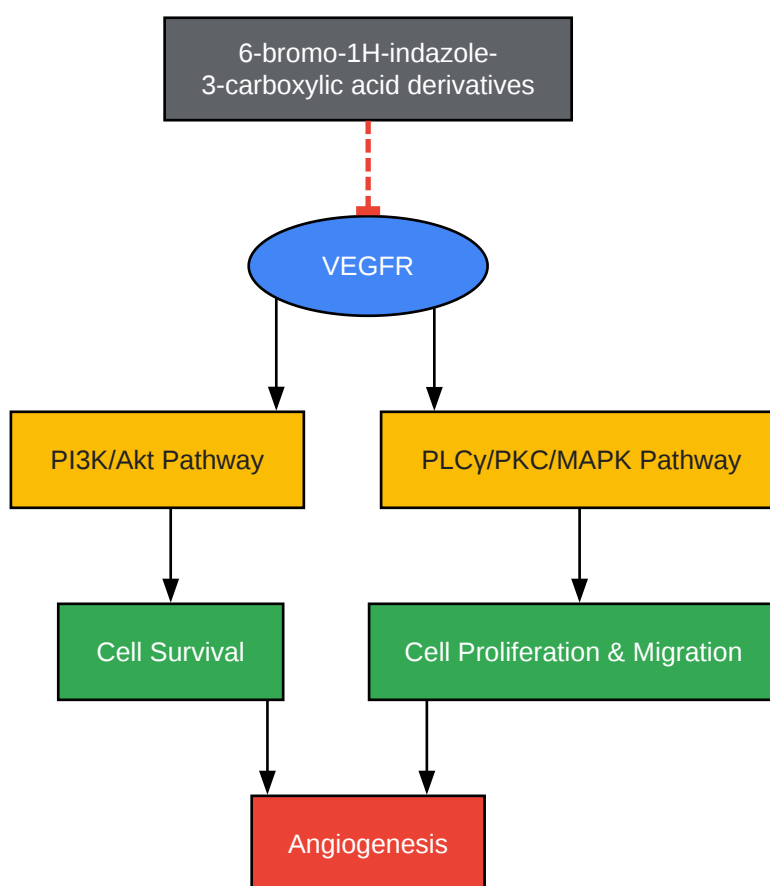 6-bromo-1H-indazole-
3-carboxylic acid derivatives
VEGFR
PI3K/Akt Pathway
PLCγ/PKC/MAPK Pathway
Cell Survival
Cell Proliferation & Migration
Angiogenesis